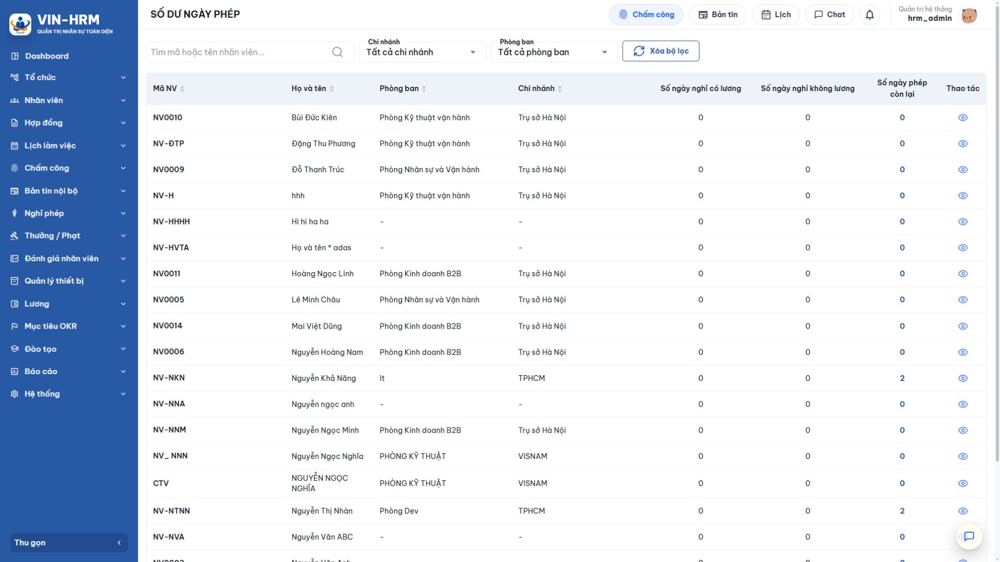 VIN-HRM
QUẢN TRỊ NHÂN SỰ TOÀN DIỆN
Dashboard
Tổ chức
Nhân viên
Hợp đồng
Lịch làm việc
Chấm công
Bản tin nội bộ
Nghỉ phép
Thưởng / Phạt
Đánh giá nhân viên
Quản lý thiết bị
Lương
Mục tiêu OKR
Đào tạo
Báo cáo
Hệ thống
Thu gọn
SỐ DƯ NGÀY PHÉP
Chấm công
Bản tin
Lịch
Chat
Quản trị hệ thống
hrm_admin
Tìm mã hoặc tên nhân viên...
Chi nhánh
Tất cả chi nhánh
Phòng ban
Tất cả phòng ban
Xóa bộ lọc
Mã NV Họ và tên Phòng ban Chi nhánh Số ngày nghỉ có lương Số ngày nghỉ không lương Số ngày phép còn lại Thao tác
NV0010 Bùi Đức Kiên Phòng Kỹ thuật vận hành Trụ sở Hà Nội 0 0 0
NV-ĐTP Đặng Thu Phương Phòng Kỹ thuật vận hành Trụ sở Hà Nội 0 0 0
NV0009 Đỗ Thanh Trúc Phòng Nhân sự và Vận hành Trụ sở Hà Nội 0 0 0
NV-H hhh Phòng Kỹ thuật vận hành Trụ sở Hà Nội 0 0 0
NV-HHHH Hi hi ha ha - - 0 0 0
NV-HVTA Họ và tên * adas - - 0 0 0
NV0011 Hoàng Ngọc Linh Phòng Kinh doanh B2B Trụ sở Hà Nội 0 0 0
NV0005 Lê Minh Châu Phòng Nhân sự và Vận hành Trụ sở Hà Nội 0 0 0
NV0014 Mai Việt Dũng Phòng Kinh doanh B2B Trụ sở Hà Nội 0 0 0
NV0006 Nguyễn Hoàng Nam Phòng Kinh doanh B2B Trụ sở Hà Nội 0 0 0
NV-NKN Nguyễn Khả Năng It TPHCM 0 0 2
NV-NNA Nguyễn ngọc anh - - 0 0 0
NV-NNM Nguyễn Ngọc Minh Phòng Kinh doanh B2B Trụ sở Hà Nội 0 0 0
NV_ NNN Nguyễn Ngọc Nghĩa PHÒNG KỸ THUẬT VISNAM 0 0 0
CTV NGUYỄN NGỌC NGHĨA PHÒNG KỸ THUẬT VISNAM 0 0 0
NV-NTNN Nguyễn Thị Nhàn Phòng Dev TPHCM 0 0 2
NV-NVA Nguyễn Văn ABC - - 0 0 0